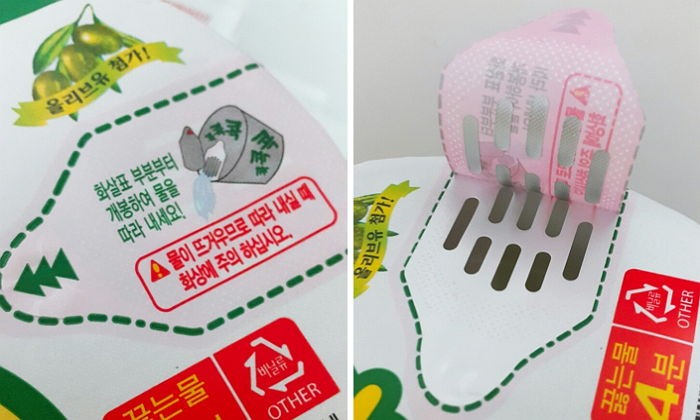 올리브유 첨가!
화살표 부분부터
개봉하여 물을
따라 내세요!
물이 뜨거우므로 따라 내실 때
화상에 주의 하십시오.
비닐류
OTHER
끓는물
올리브유 첨가!
비닐류
OTHER
끓는물
4분